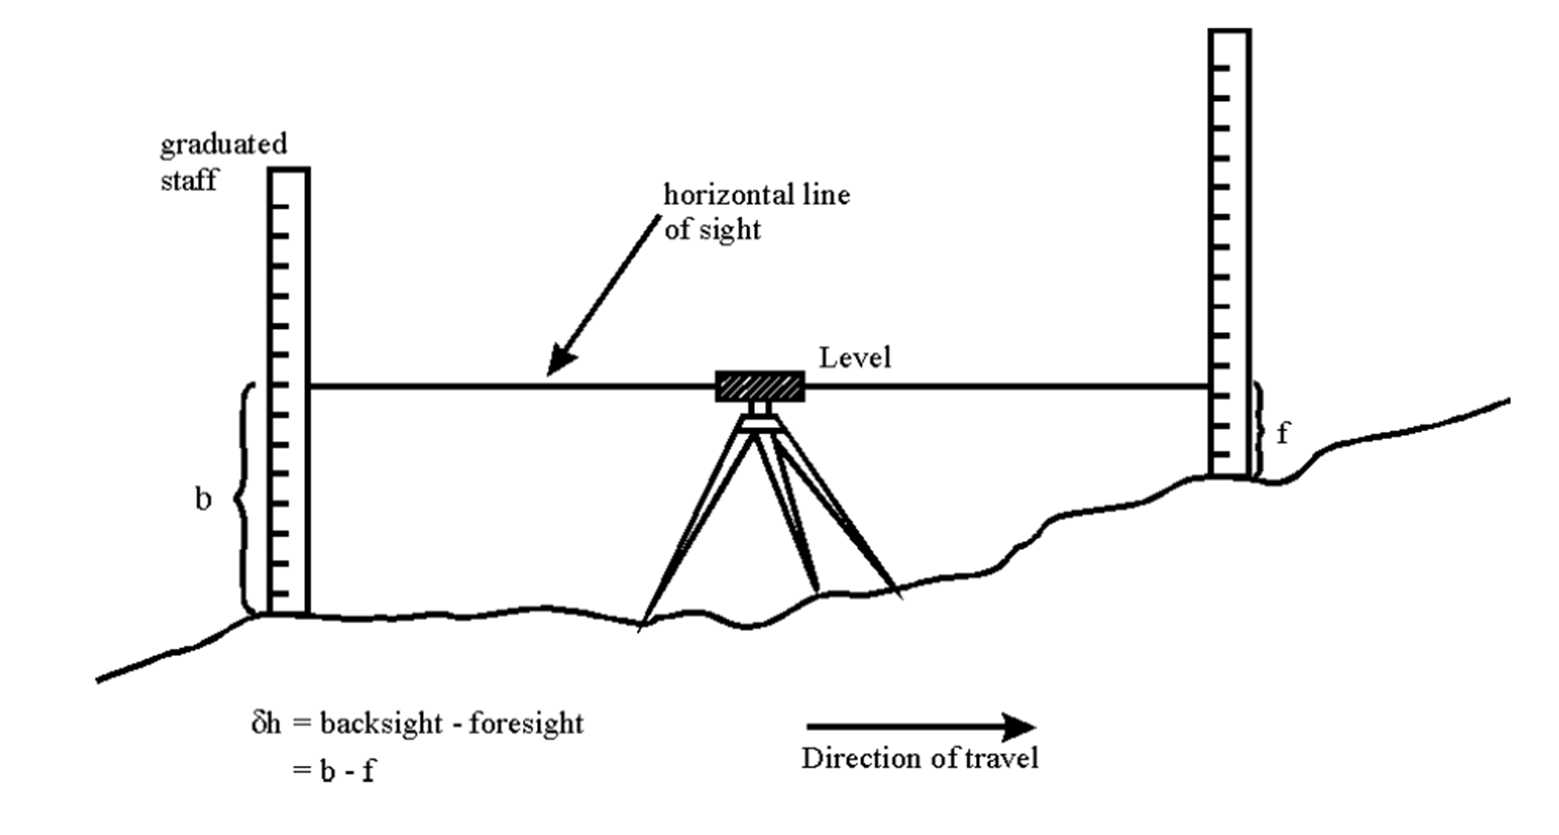 graduated
staff
horizontal line
of sight
Level
b
f
δh = backsight - foresight
= b - f
Direction of travel